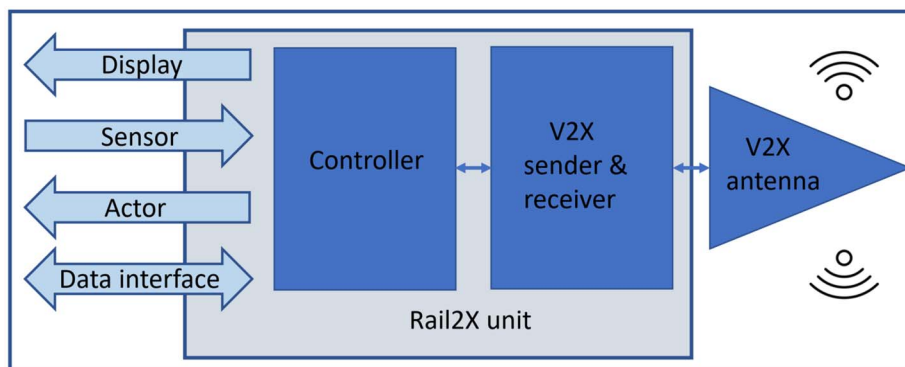 Display
Sensor
Actor
Data interface
Controller
V2X
sender &
receiver
V2X
antenna
Rail2X unit